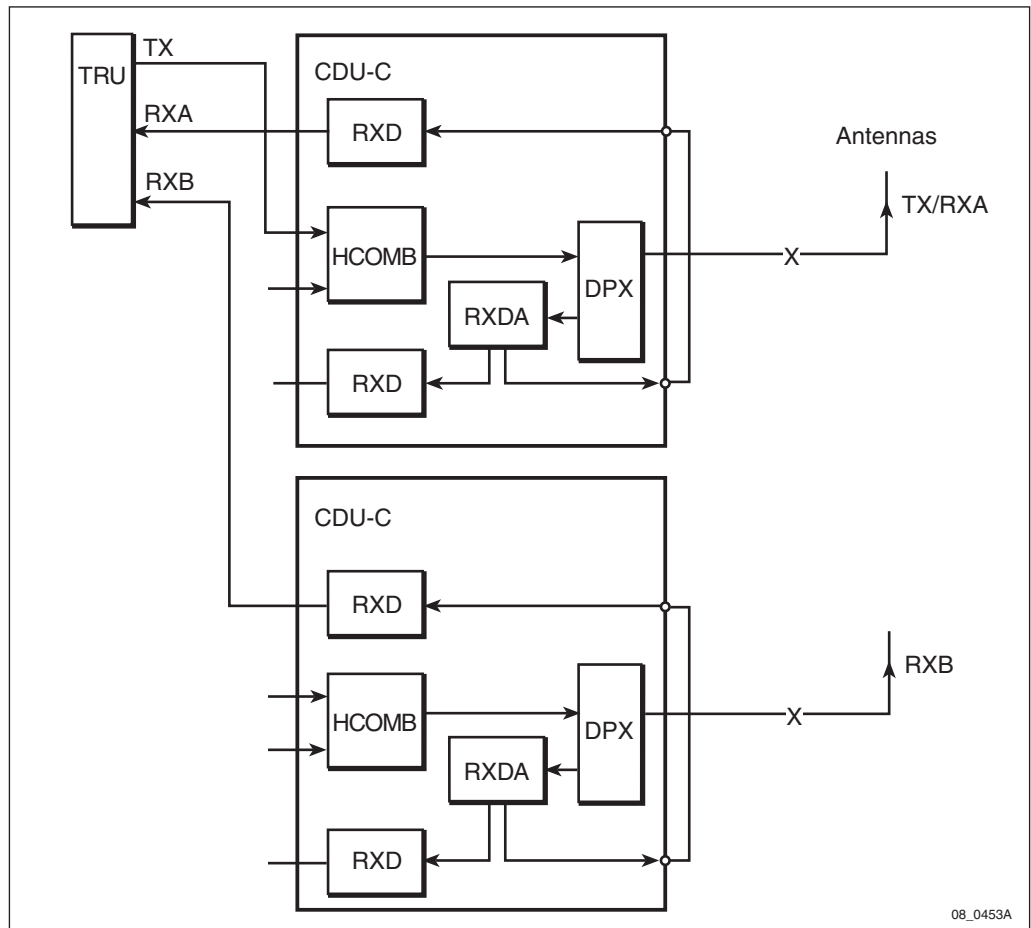 TRU
TX
RXA
RXB
CDU-C
RXD
HCOMB
RXDA
DPX
RXD
X
Antennas
TX/RXA
CDU-C
RXD
HCOMB
RXDA
DPX
RXD
X
RXB
08_0453A